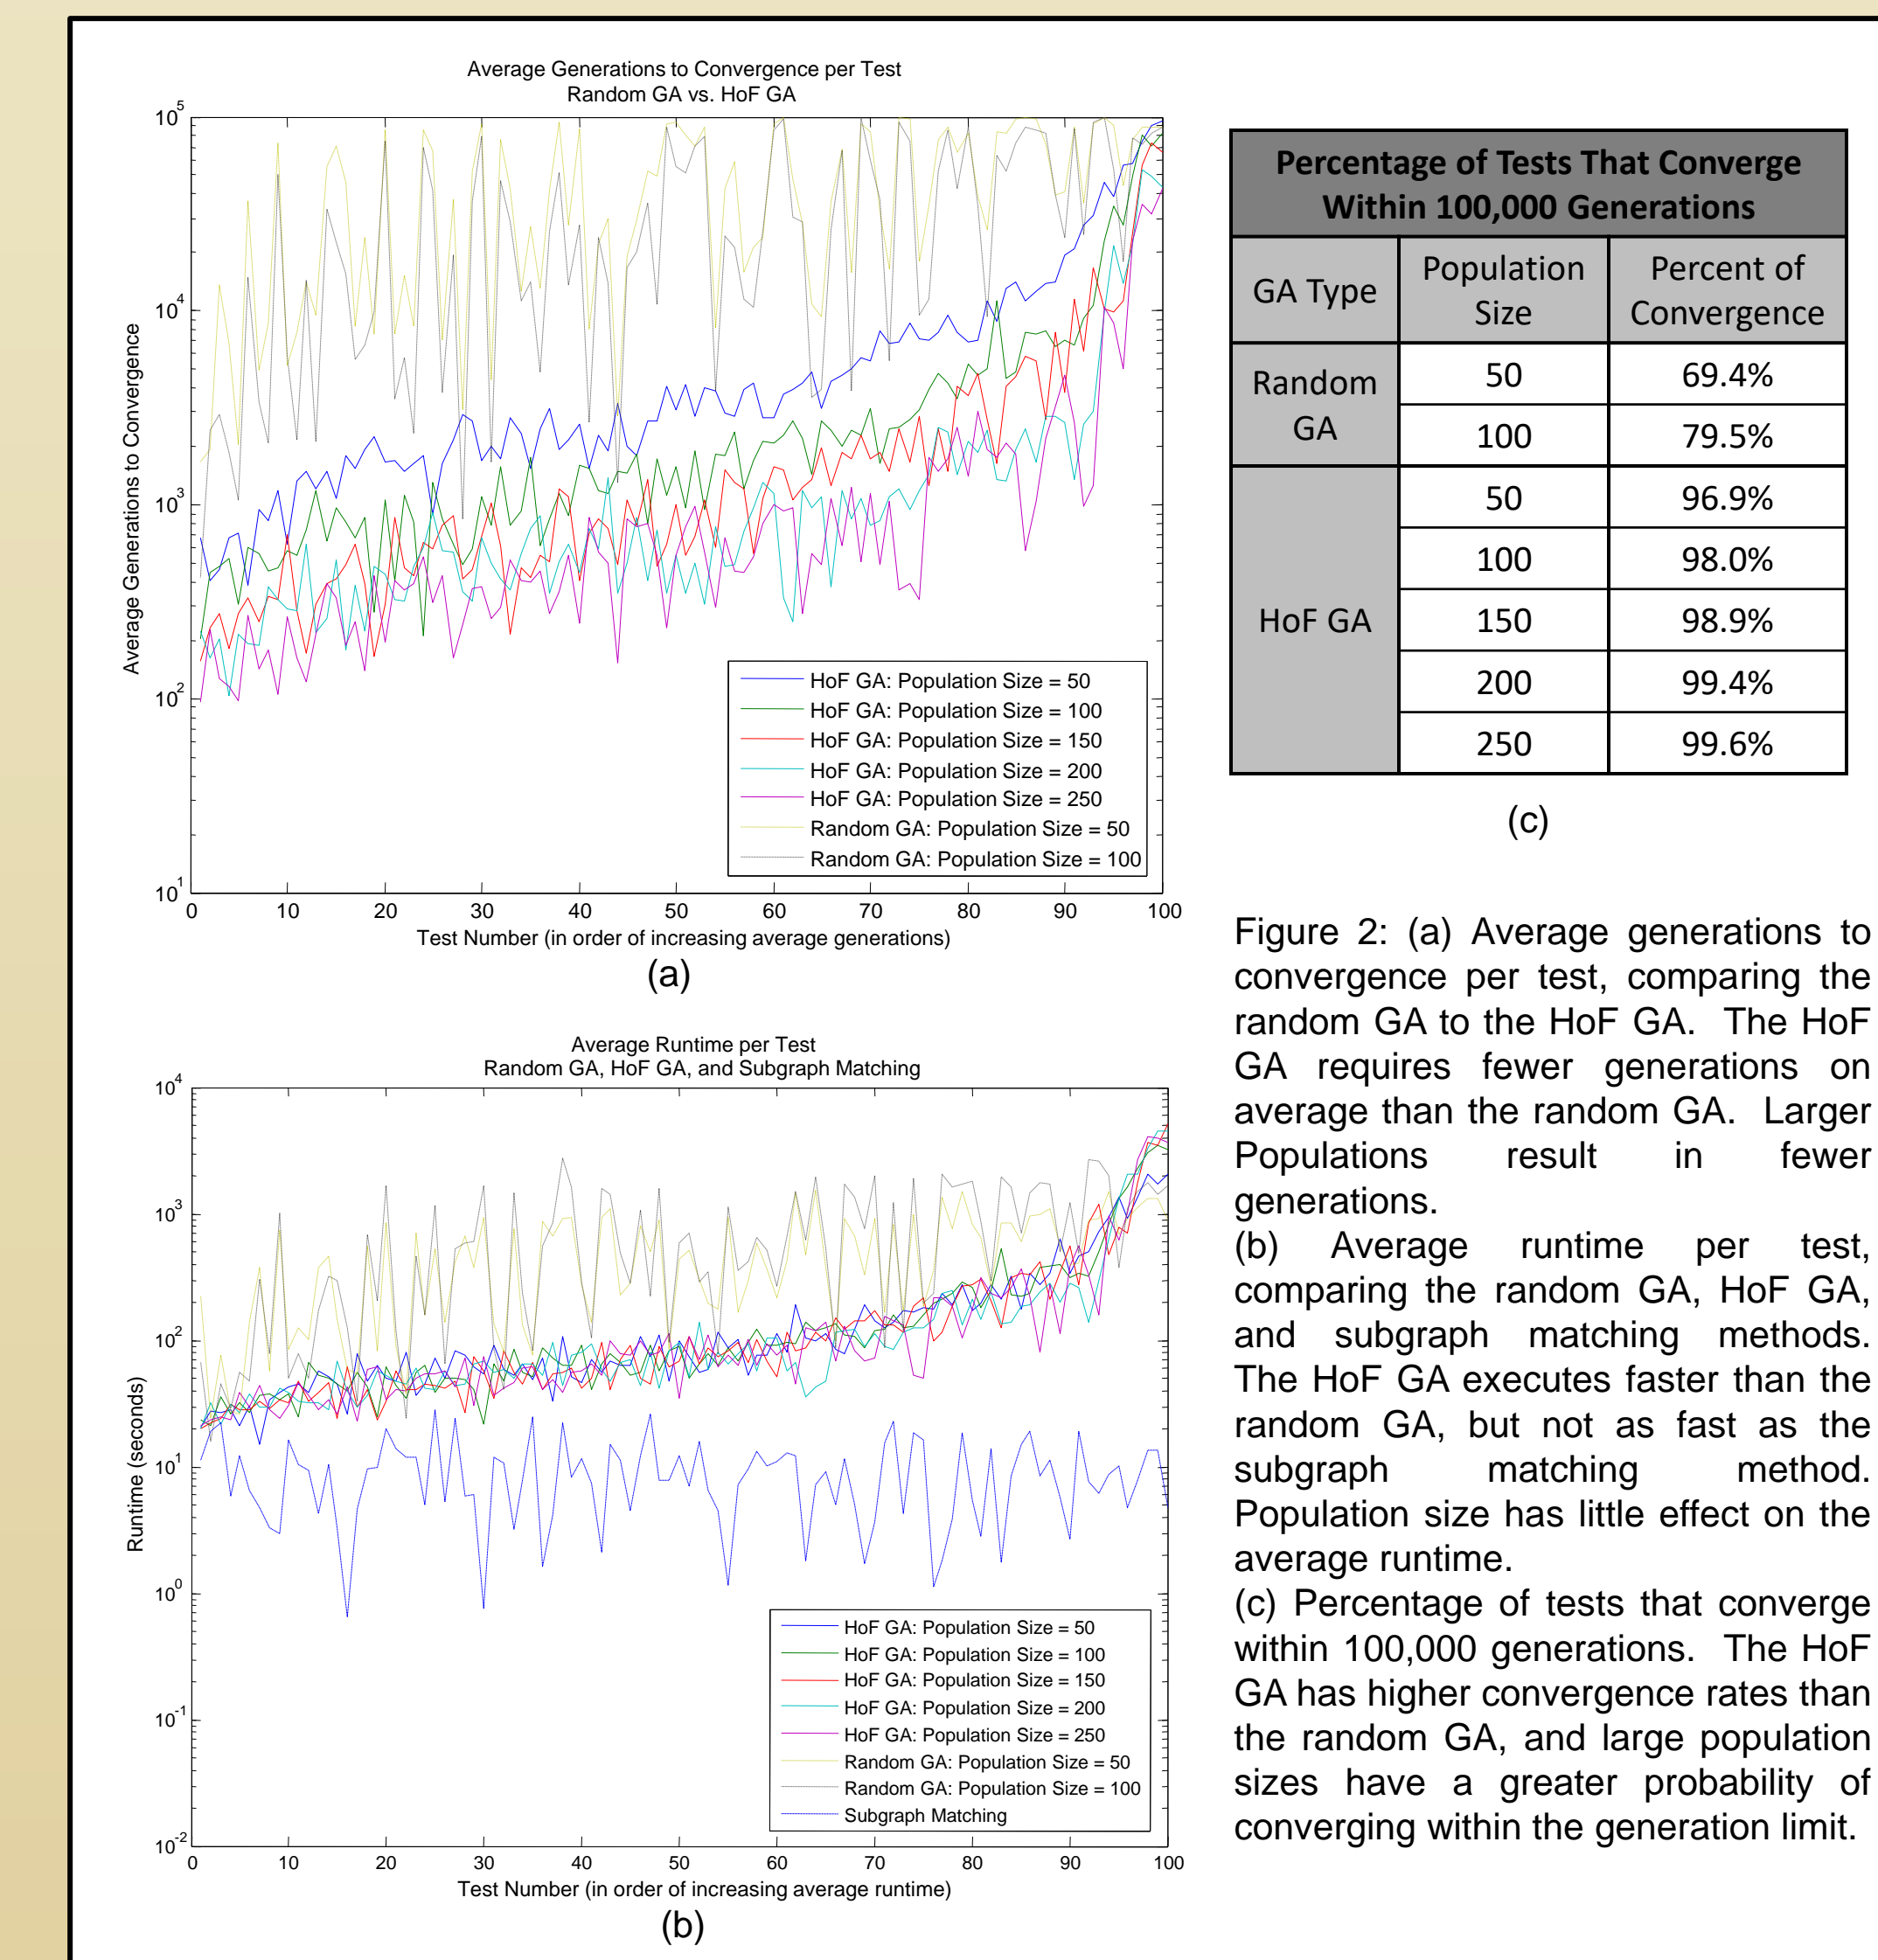 Average Generations to Convergence per Test
Random GA vs. HoF GA
10^5
10^4
10^3
10^2
10^1
Average Generations to Convergence
0 10 20 30 40 50 60 70 80 90 100
Test Number (in order of increasing average generations)
HoF GA: Population Size = 50
HoF GA: Population Size = 100
HoF GA: Population Size = 150
HoF GA: Population Size = 200
HoF GA: Population Size = 250
Random GA: Population Size = 50
Random GA: Population Size = 100
(a)
Average Runtime per Test
Random GA, HoF GA, and Subgraph Matching
10^4
10^3
10^2
10^1
10^0
10^-1
10^-2
Runtime (seconds)
0 10 20 30 40 50 60 70 80 90 100
Test Number (in order of increasing average runtime)
HoF GA: Population Size = 50
HoF GA: Population Size = 100
HoF GA: Population Size = 150
HoF GA: Population Size = 200
HoF GA: Population Size = 250
Random GA: Population Size = 50
Random GA: Population Size = 100
Subgraph Matching
(b)
Percentage of Tests That Converge
Within 100,000 Generations
GA Type Population Size Percent of Convergence
Random GA 50 69.4%
100 79.5%
HoF GA 50 96.9%
100 98.0%
150 98.9%
200 99.4%
250 99.6%
(c)
Figure 2: (a) Average generations to
convergence per test, comparing the
random GA to the HoF GA. The HoF
GA requires fewer generations on
average than the random GA. Larger
Populations result in fewer
generations.
(b) Average runtime per test,
comparing the random GA, HoF GA,
and subgraph matching methods.
The HoF GA executes faster than the
random GA, but not as fast as the
subgraph matching method.
Population size has little effect on the
average runtime.
(c) Percentage of tests that converge
within 100,000 generations. The HoF
GA has higher convergence rates than
the random GA, and large population
sizes have a greater probability of
converging within the generation limit.